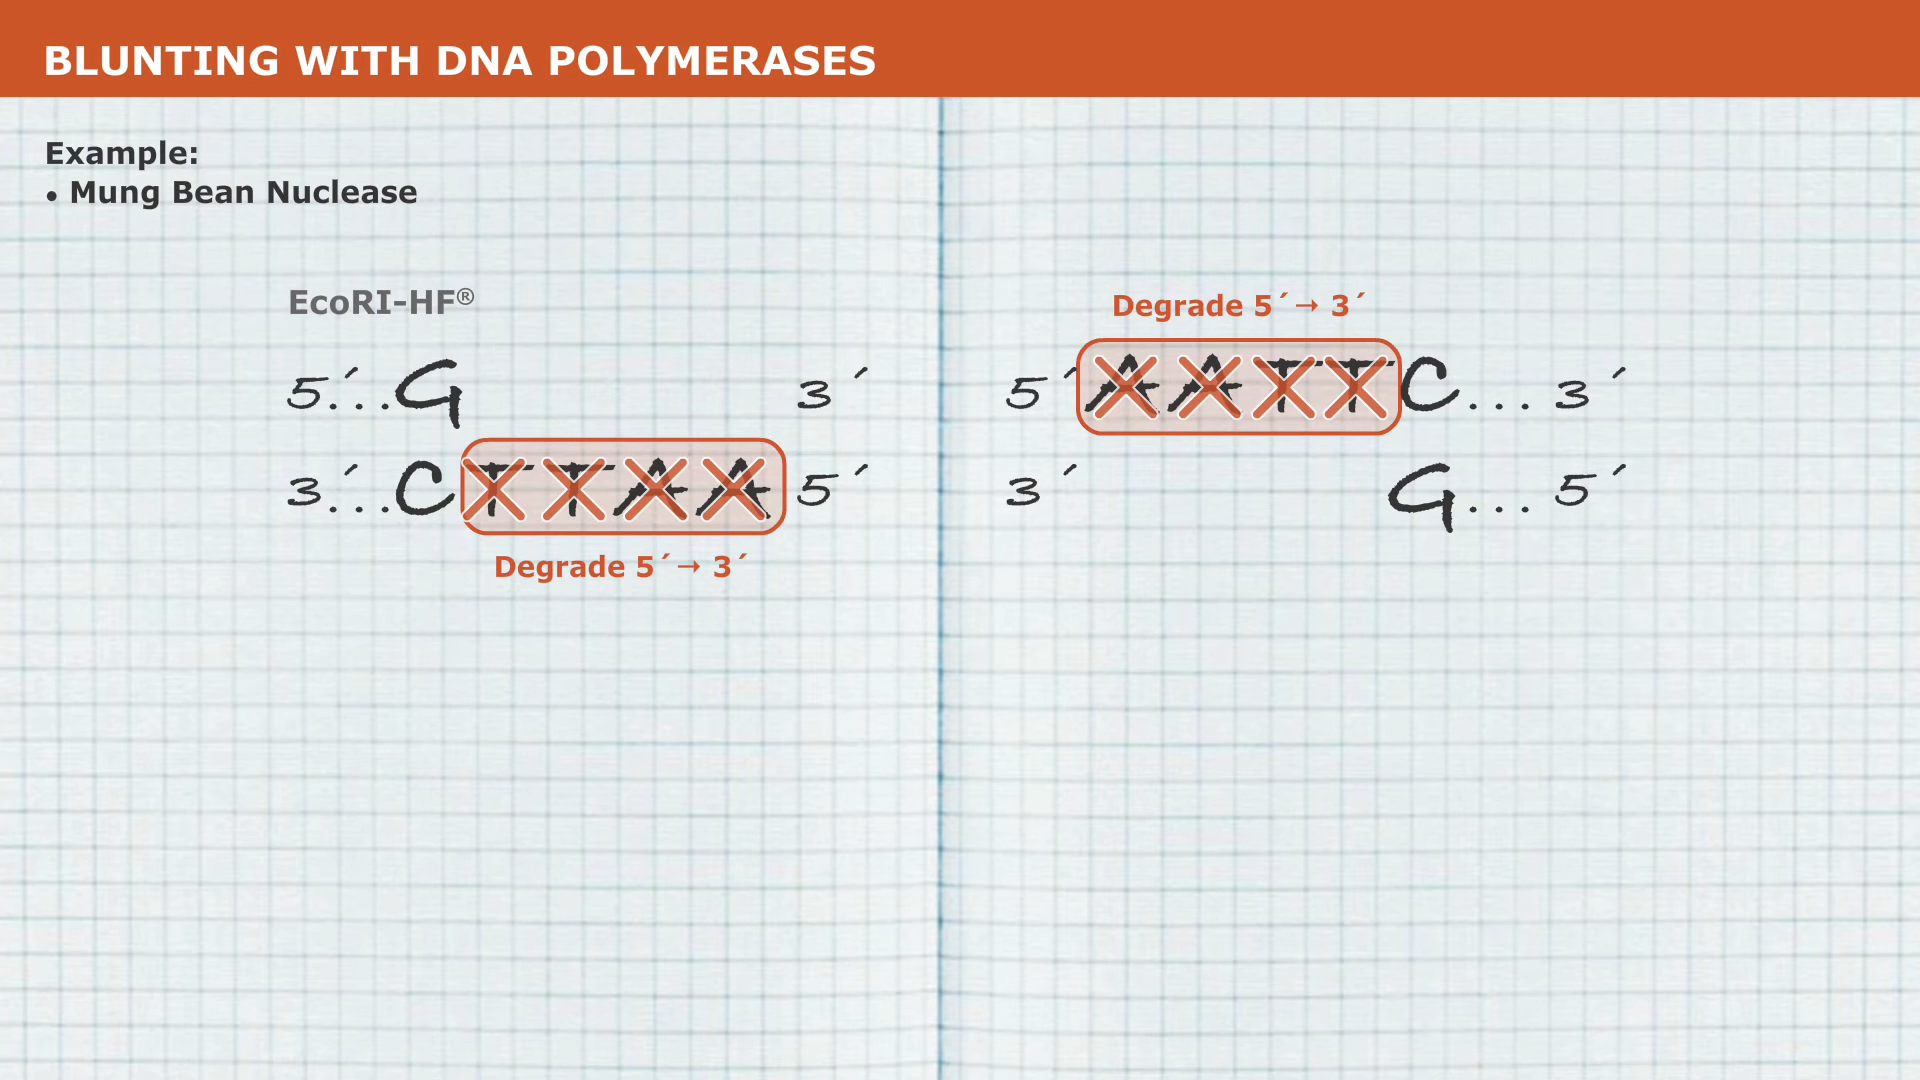 BLUNTING WITH DNA POLYMERASES
Example:
• Mung Bean Nuclease
EcoRI-HF®
5´...G 3´
3´...CTTAA 5´
Degrade 5´→ 3´
Degrade 5´→ 3´
5´AATTC... 3´
3´ G... 5´